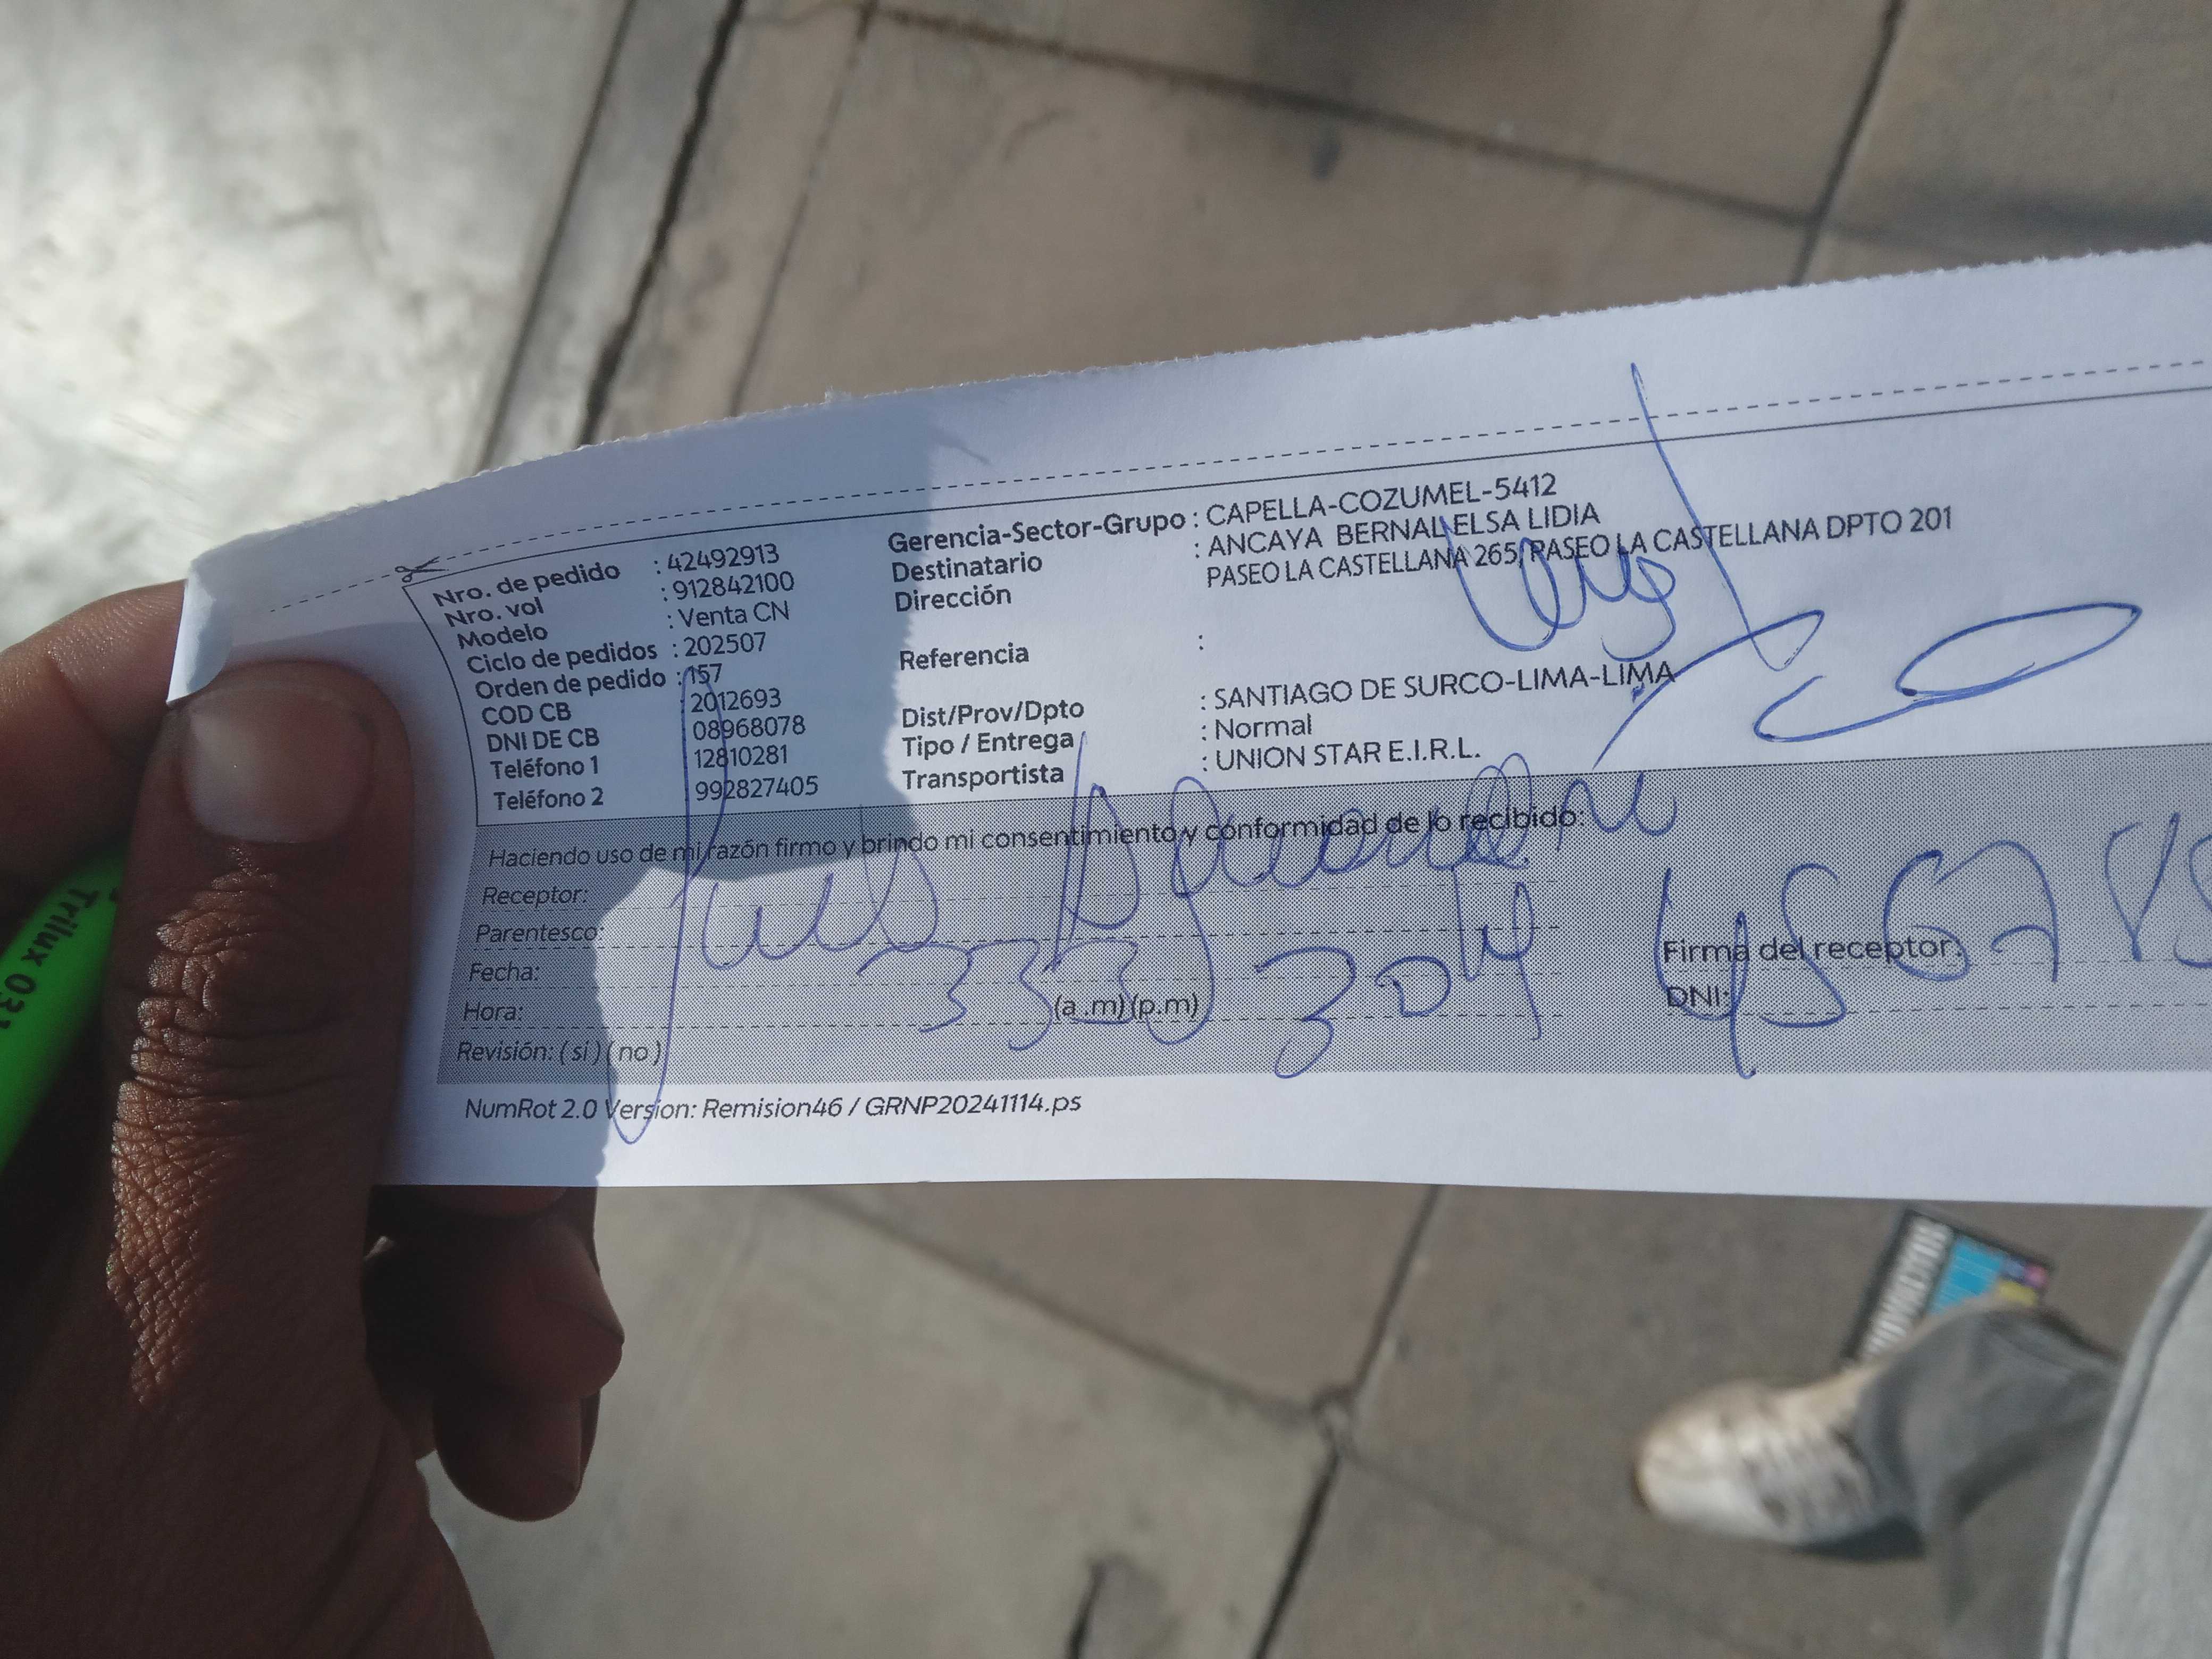 Nro. de pedido : 42492913
Nro. vol : 912842100
Modelo : Venta CN
Ciclo de pedidos : 202507
Orden de pedido : 157
COD CB : 2012693
DNI DE CB 08968078
Teléfono 1 12810281
Teléfono 2 992827405
Gerencia-Sector-Grupo : CAPELLA-COZUMEL-5412
Destinatario : ANCAYA BERNAL ELSA LIDIA
Dirección PASEO LA CASTELLANA 265, PASEO LA CASTELLANA DPTO 201
Referencia :
Dist/Prov/Dpto : SANTIAGO DE SURCO-LIMA-LIMA
Tipo / Entrega : Normal
Transportista : UNION STAR E.I.R.L.
Haciendo uso de mi razón firmo y brindo mi consentimiento y conformidad de lo recibido:
Receptor:
Parentesco:
Fecha:
Hora: (a.m)(p.m)
Revisión: (si) (no)
333 304
Firma del receptor.
DNI:
NumRot 2.0 Version: Remision46 / GRNP20241114.ps
Trilux 031